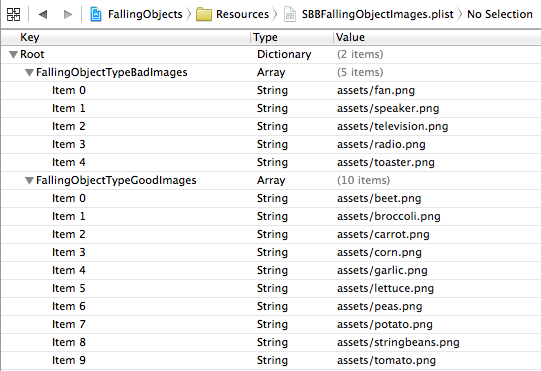 FallingObjects Resources SBBFallingObjectImages.plist No Selection
Key Type Value
Root Dictionary (2 items)
FallingObjectTypeBadImages Array (5 items)
Item 0 String assets/fan.png
Item 1 String assets/speaker.png
Item 2 String assets/television.png
Item 3 String assets/radio.png
Item 4 String assets/toaster.png
FallingObjectTypeGoodImages Array (10 items)
Item 0 String assets/beet.png
Item 1 String assets/broccoli.png
Item 2 String assets/carrot.png
Item 3 String assets/corn.png
Item 4 String assets/garlic.png
Item 5 String assets/lettuce.png
Item 6 String assets/peas.png
Item 7 String assets/potato.png
Item 8 String assets/stringbeans.png
Item 9 String assets/tomato.png